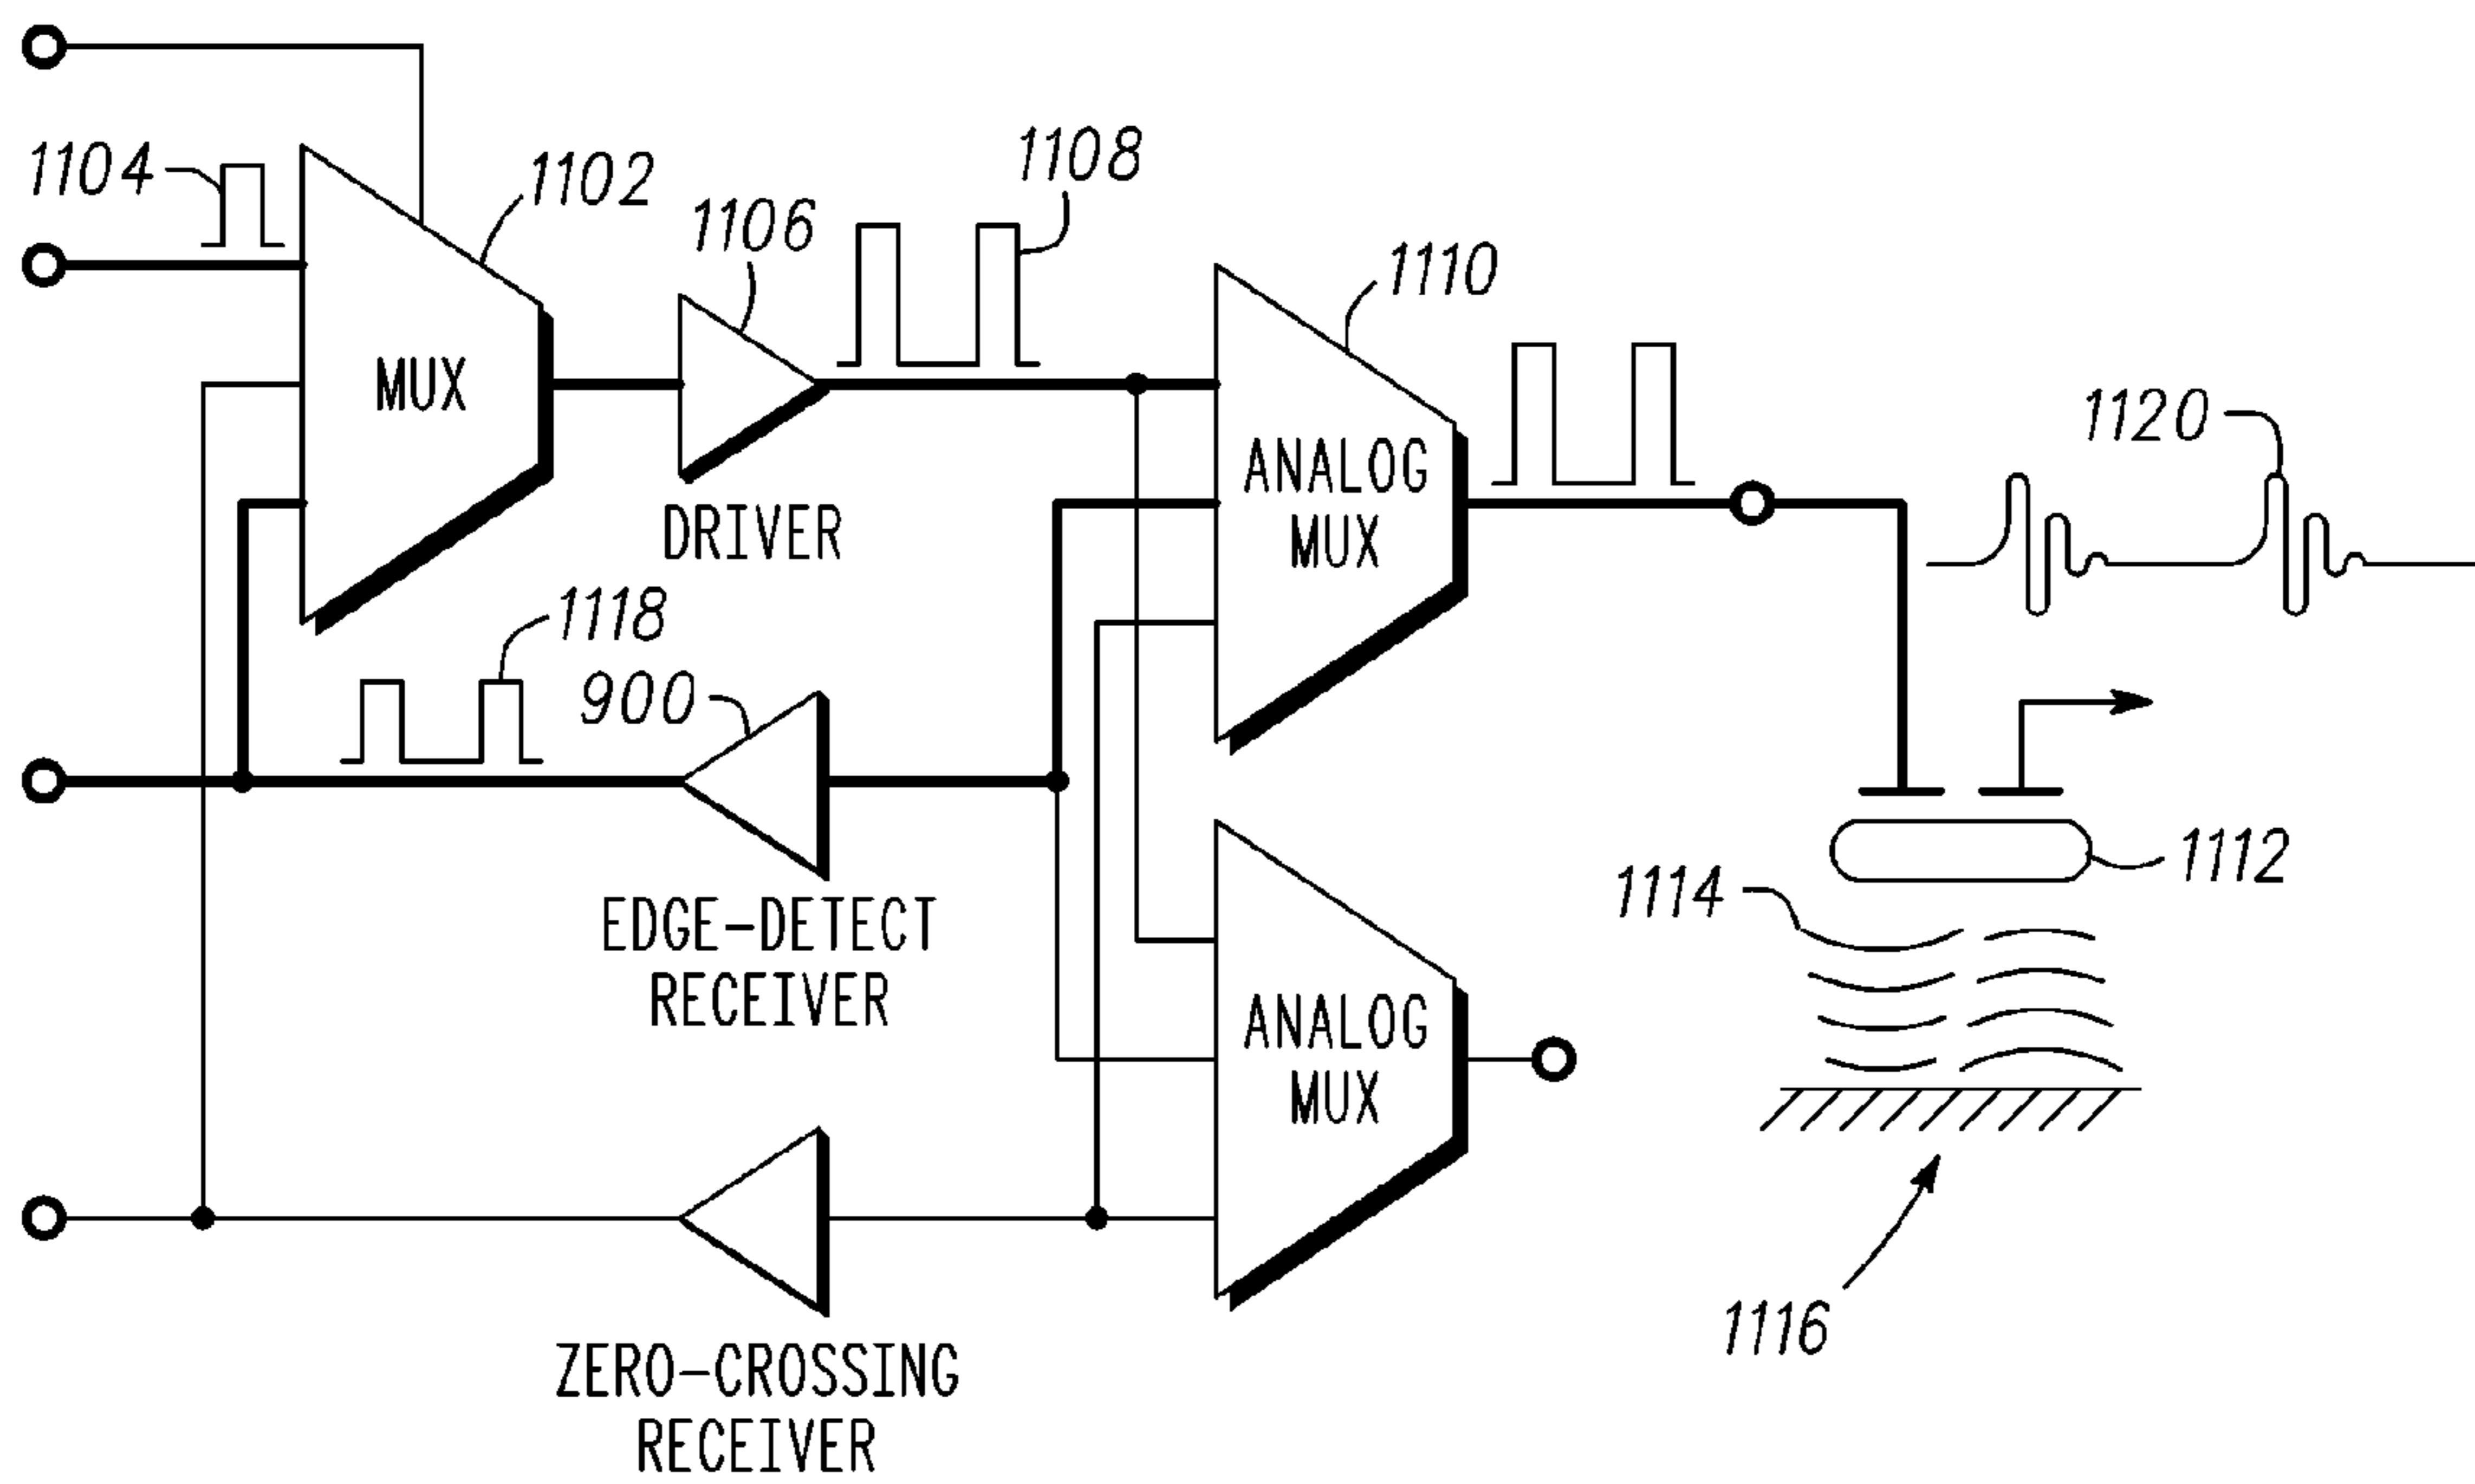 1104
1102
1106
1108
1110
1120
MUX
ANALOG
MUX
DRIVER
1118
900
1112
1114
EDGE-DETECT
RECEIVER
ANALOG
MUX
1116
ZERO-CROSSING
RECEIVER